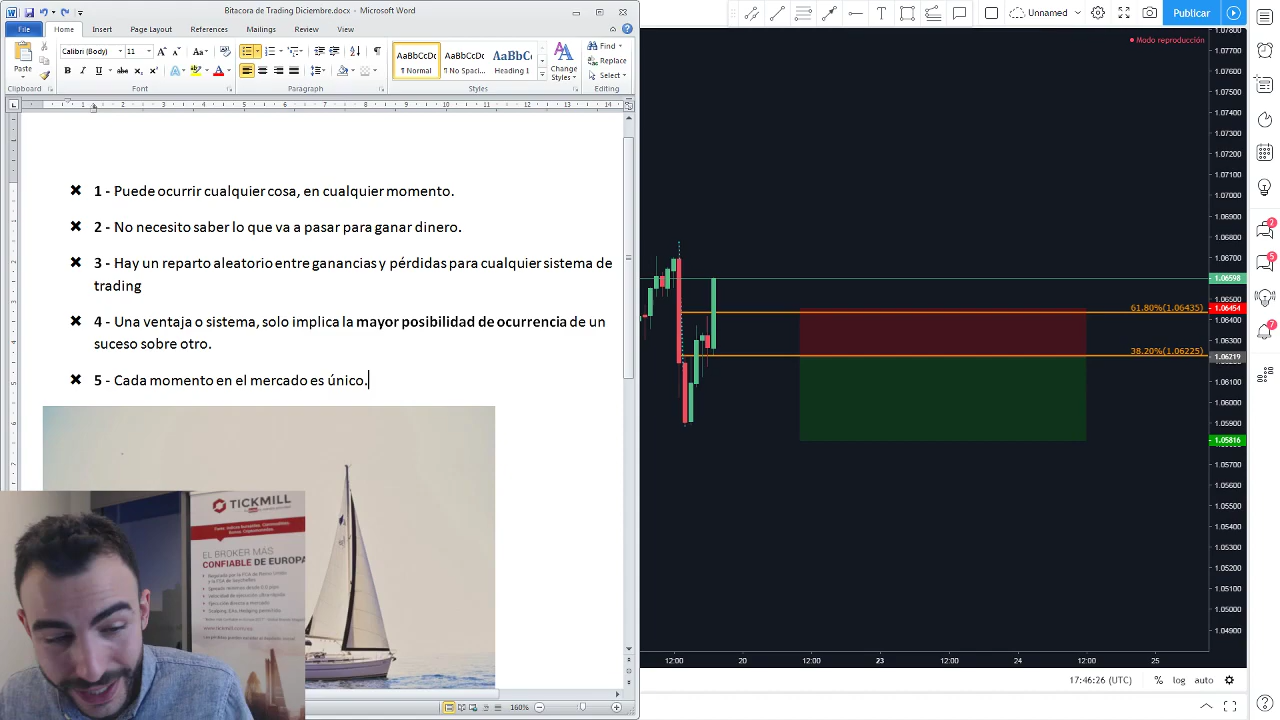 Bitacora de Trading Diciembre.docx - Microsoft Word
File Home Insert Page Layout References Mailings Review View
Paste
Calibri (Body) 11
Find
Replace
Select
AaBbCcDc AaBbCcDc AaBbC
¶ Normal ¶ No Spaci... Heading 1
Change
Styles
Clipboard Font Paragraph Styles Editing
1 - Puede ocurrir cualquier cosa, en cualquier momento.
2 - No necesito saber lo que va a pasar para ganar dinero.
3 - Hay un reparto aleatorio entre ganancias y pérdidas para cualquier sistema de
trading
4 - Una ventaja o sistema, solo implica la mayor posibilidad de ocurrencia de un
suceso sobre otro.
5 - Cada momento en el mercado es único.
TICKMILL
EL BROKER MÁS
CONFIABLE DE EUROPA
160%
Unnamed
Publicar
Modo reproducción
61.80%(1.06435)
38.20%(1.06225)
1.07800
1.07700
1.07600
1.07500
1.07400
1.07300
1.07200
1.07100
1.07000
1.06900
1.06800
1.06700
1.06598
1.06500
1.06454
1.06400
1.06300
1.06219
1.06100
1.06000
1.05900
1.05816
1.05700
1.05600
1.05500
1.05400
1.05300
1.05200
1.05100
1.05000
1.04900
12:00 20 12:00 23 12:00 24 12:00 25
17:46:26 (UTC) % log auto
2
5
7